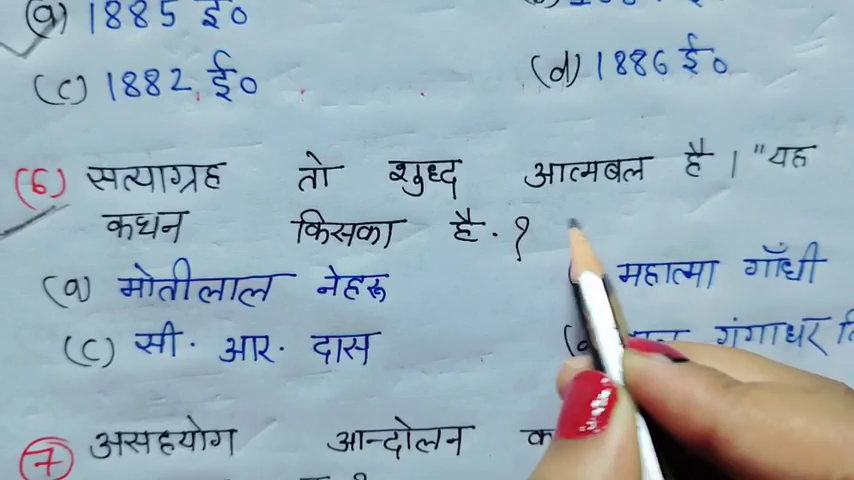 (a) 1885 ई०
(c) 1882 ई०
(d) 1886 ई०
(6) सत्याग्रह तो शुध्द आत्मबल है। "यह
कथन किसका है.?
(a) मोतीलाल नेहरू
महात्मा गाँधी
(c) सी. आर. दास
गंगाधर
(7) असहयोग आन्दोलन